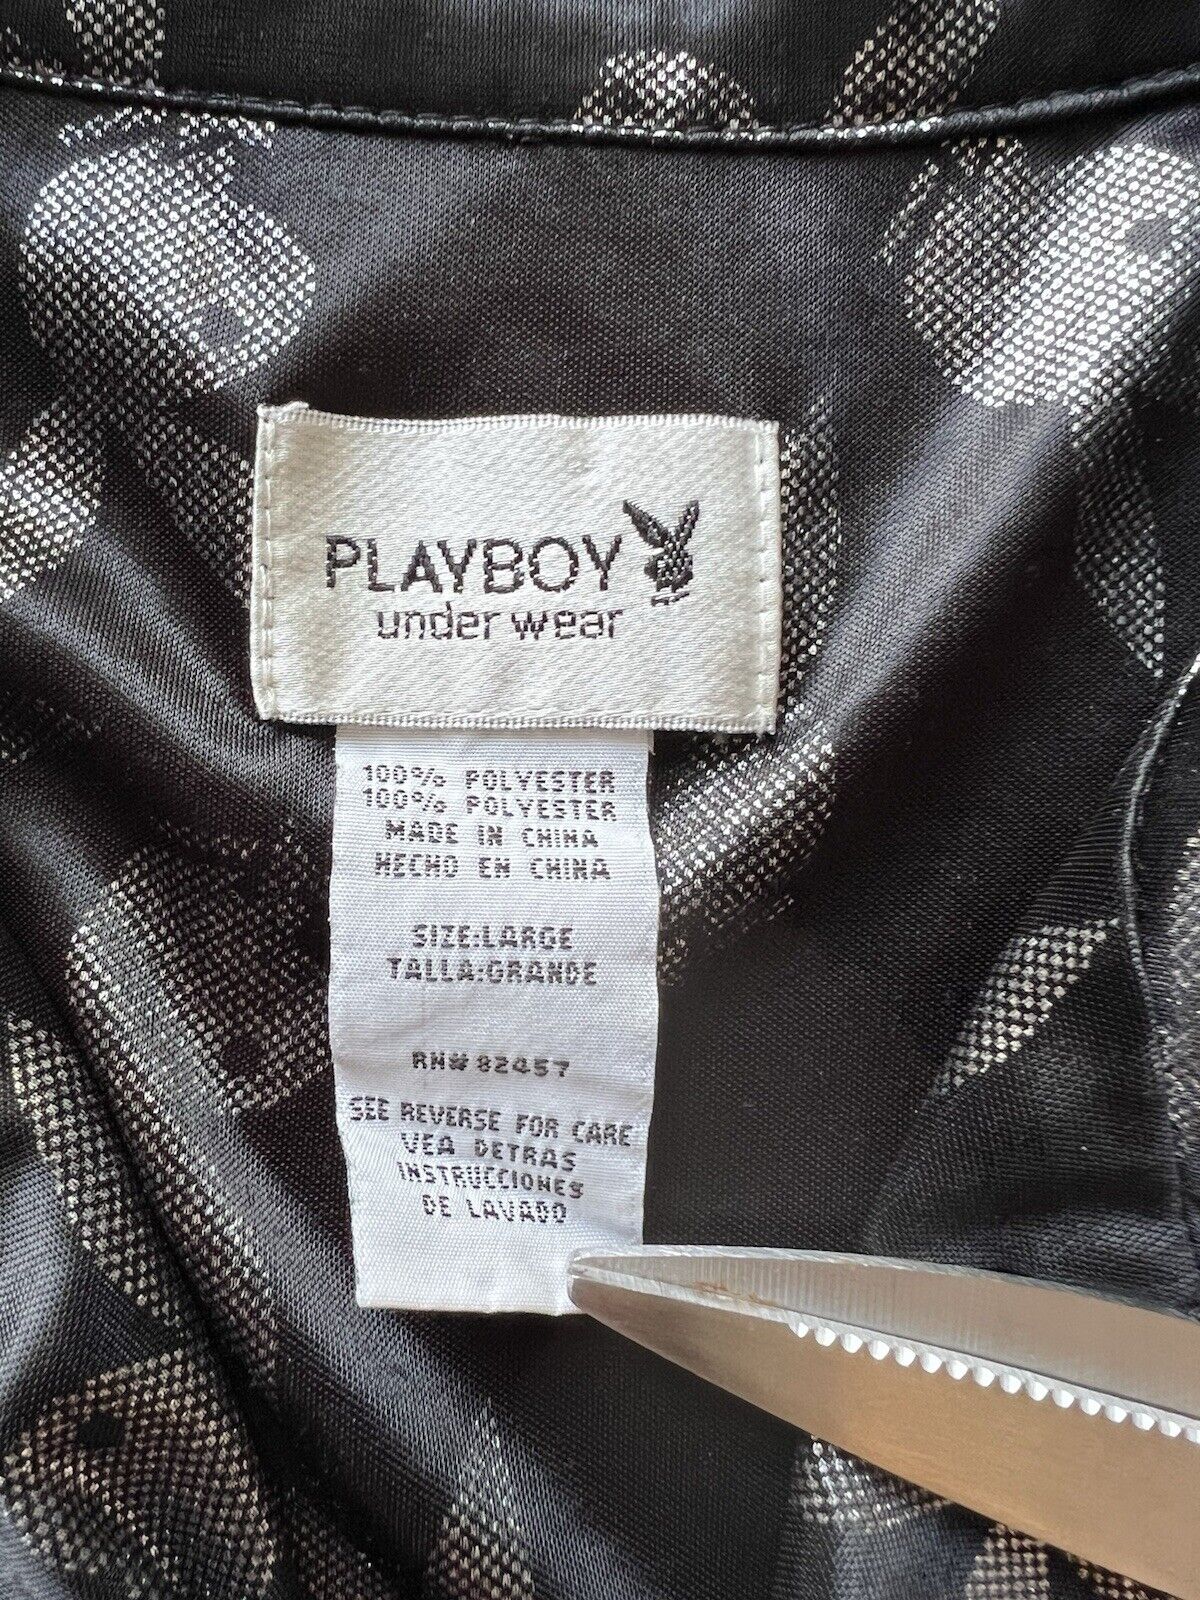 PLAYBOY
under wear
100% POLYESTER
100% POLYESTER
MADE IN CHINA
HECHO EN CHINA
SIZE:LARGE
TALLA:GRANDE
RN# 82457
SEE REVERSE FOR CARE
VEA DETRAS
INSTRUCCIONES
DE LAVADO